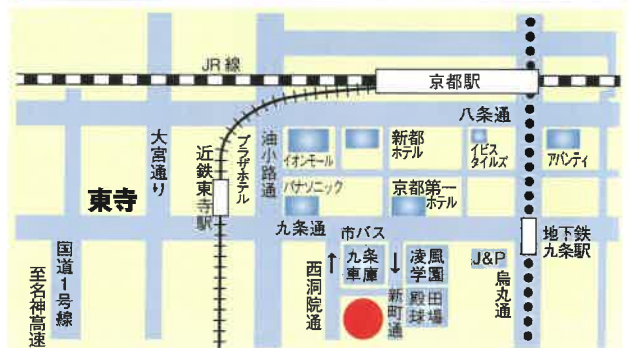 JR線
京都駅
八条通
大宮通り
近鉄東寺駅
プラザホテル
油小路通
イオンモール
新都
ホテル
イビス
スタイルズ
アバンティ
パナソニック
京都第一
ホテル
東寺
九条通
市バス
九条
車庫
凌風
学園
J&P
地下鉄
九条駅
国道1号線
至名神高速
西洞院通
新町通
殿田
球場
烏丸通